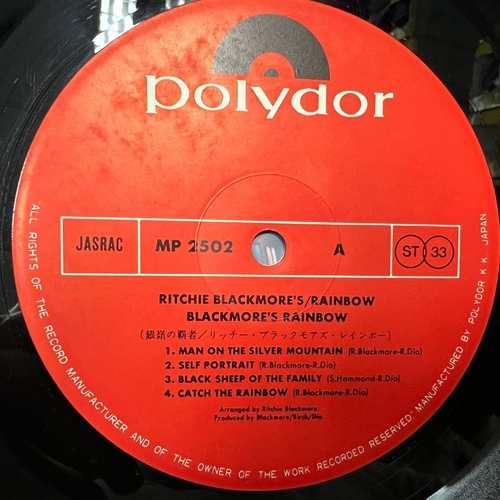 polydor
JASRAC
MP 2502
A
ST 33
RITCHIE BLACKMORE'S/RAINBOW
BLACKMORE'S RAINBOW
(銀嶺の覇者/リッチー・ブラックモアズ・レインボー)
1. MAN ON THE SILVER MOUNTAIN (R.Blackmore-R.Dio)
2. SELF PORTRAIT (R.Blackmore-R.Dio)
3. BLACK SHEEP OF THE FAMILY (S.Hammond-R.Dio)
4. CATCH THE RAINBOW (R.Blackmore-R.Dio)
Arranged by Ritchie Blackmore.
Produced by Blackmore/Birch/Dio.
ALL RIGHTS OF THE RECORD MANUFACTURER AND OF THE OWNER OF THE WORK RECORDED RESERVED. MANUFACTURED BY POLYDOR K.K. JAPAN